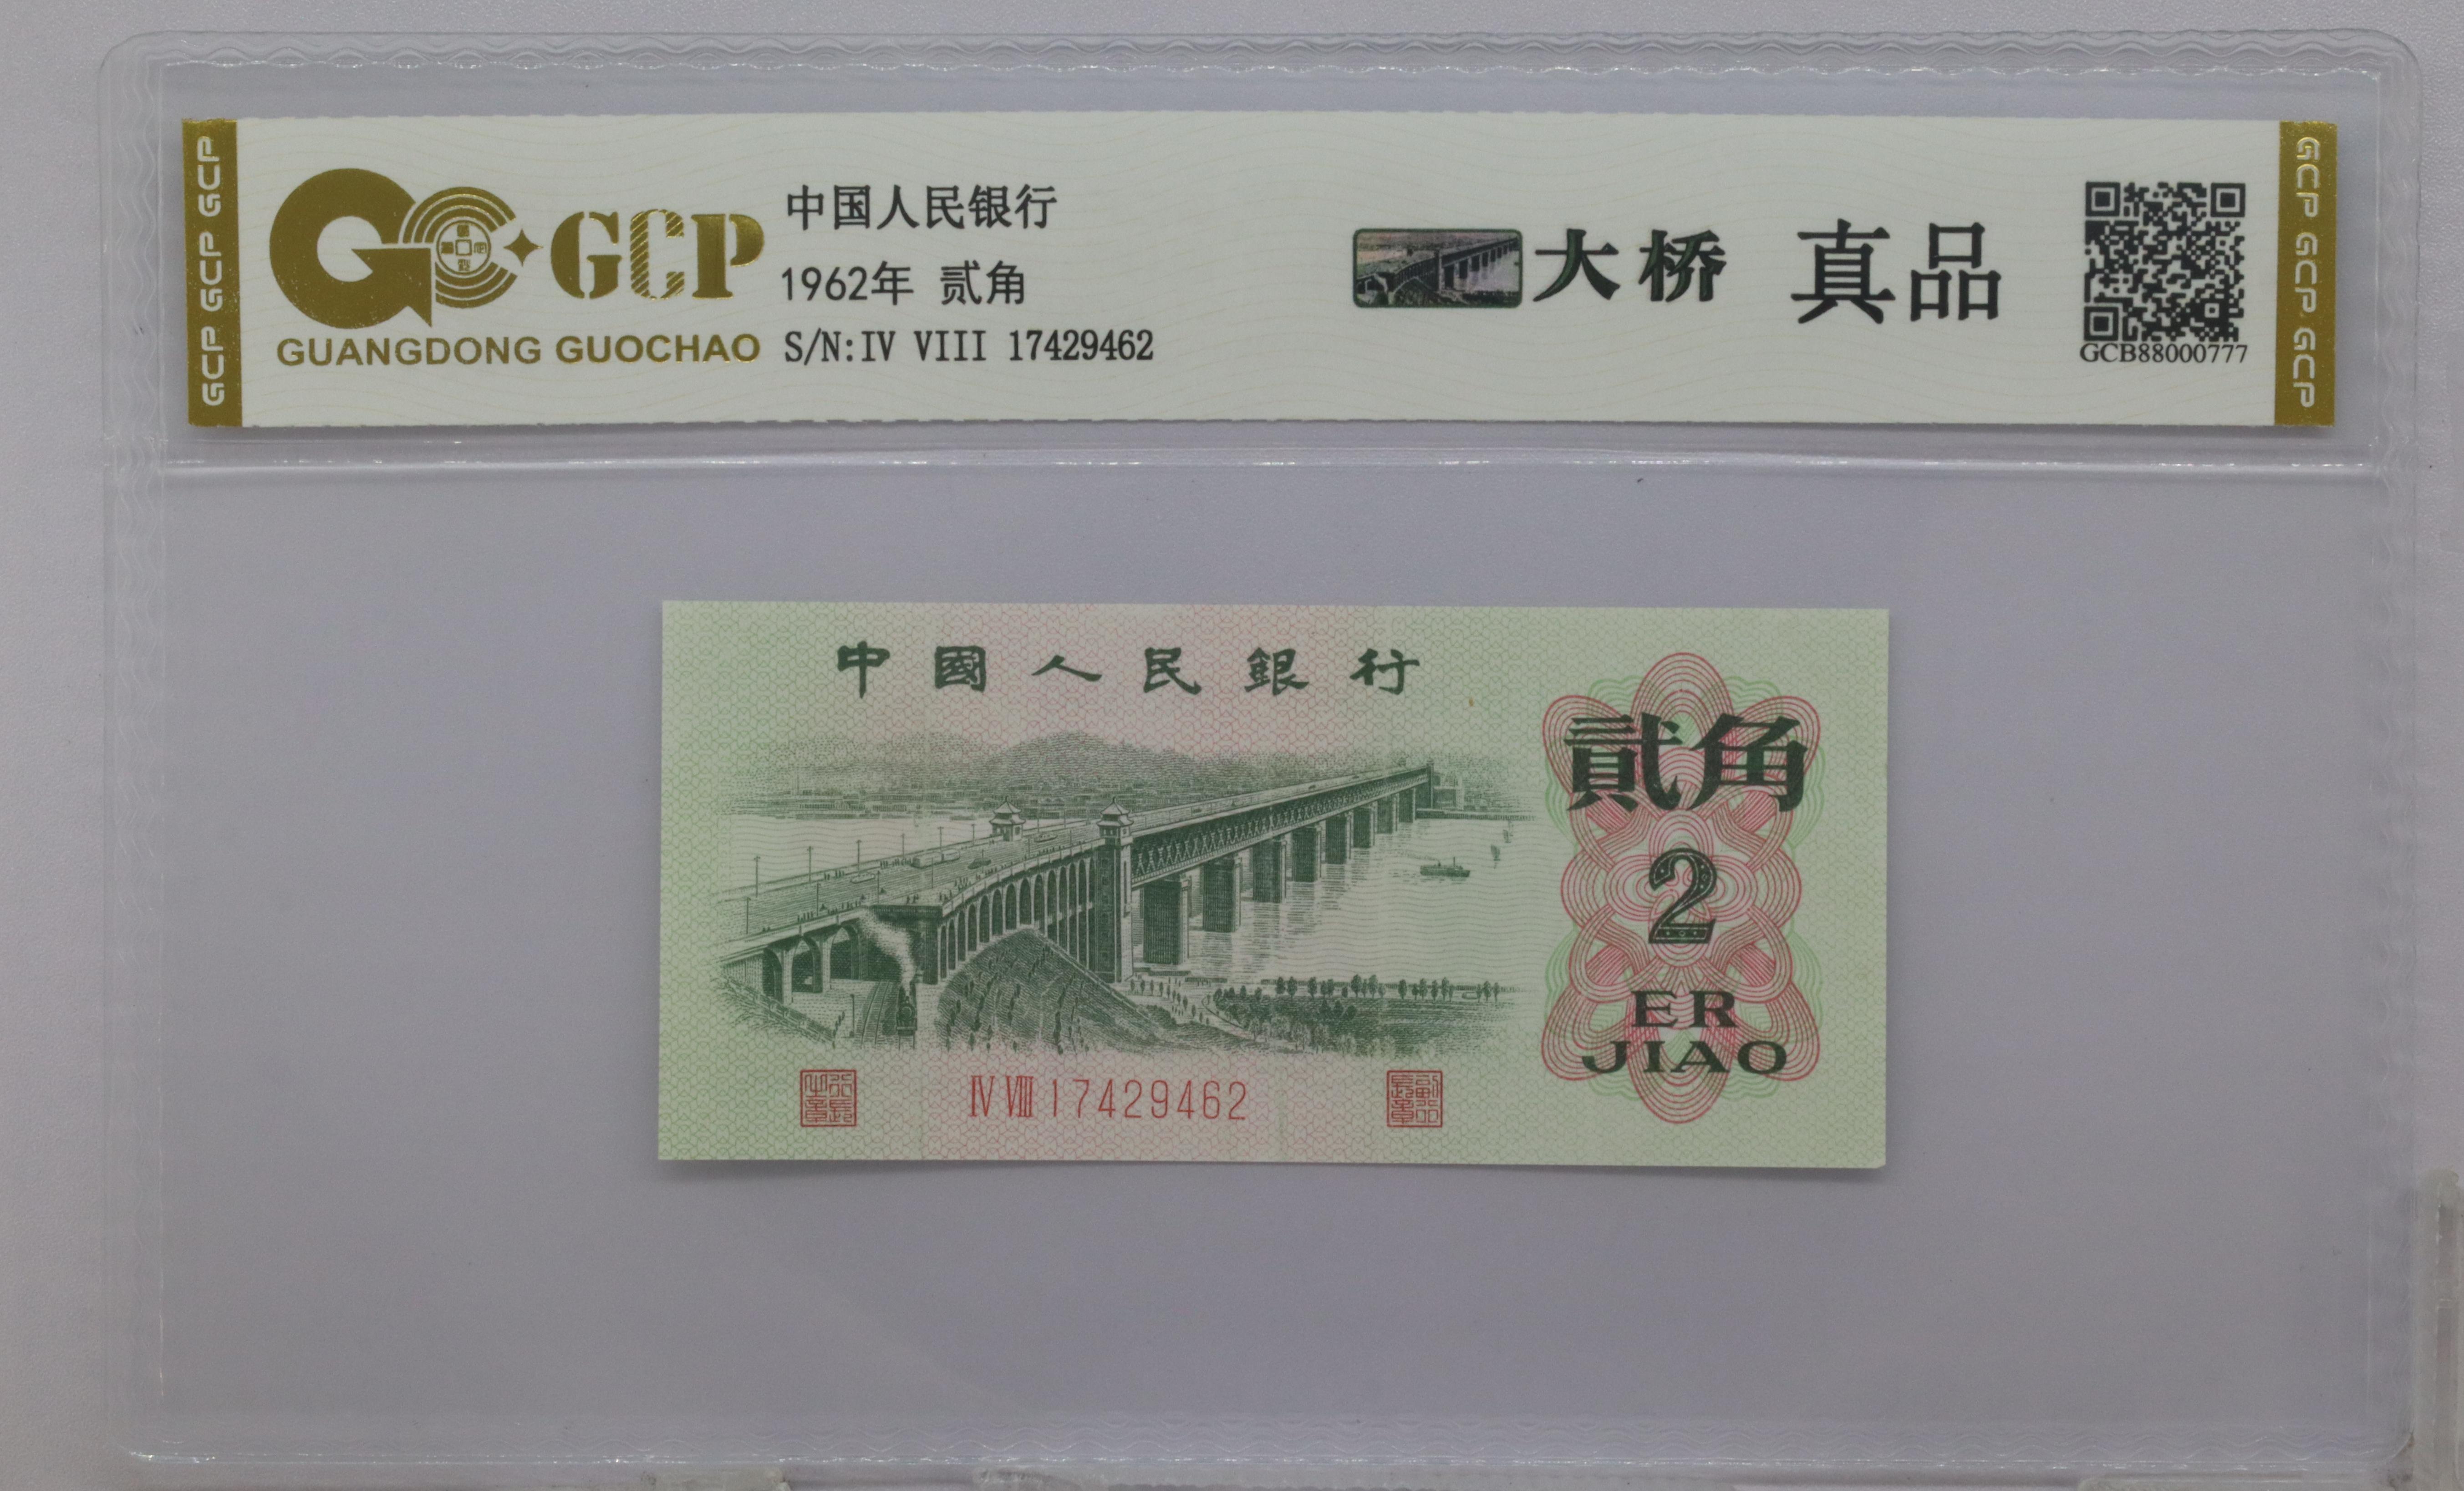 GCP GCP GCP
GCP
GUANGDONG GUOCHAO
中国人民银行
1962年 贰角
S/N:IV VIII 17429462
大桥 真品
GCB88000777
GCP GCP GCP
中國人民銀行
貳角
2
ER
JIAO
IV VIII 17429462